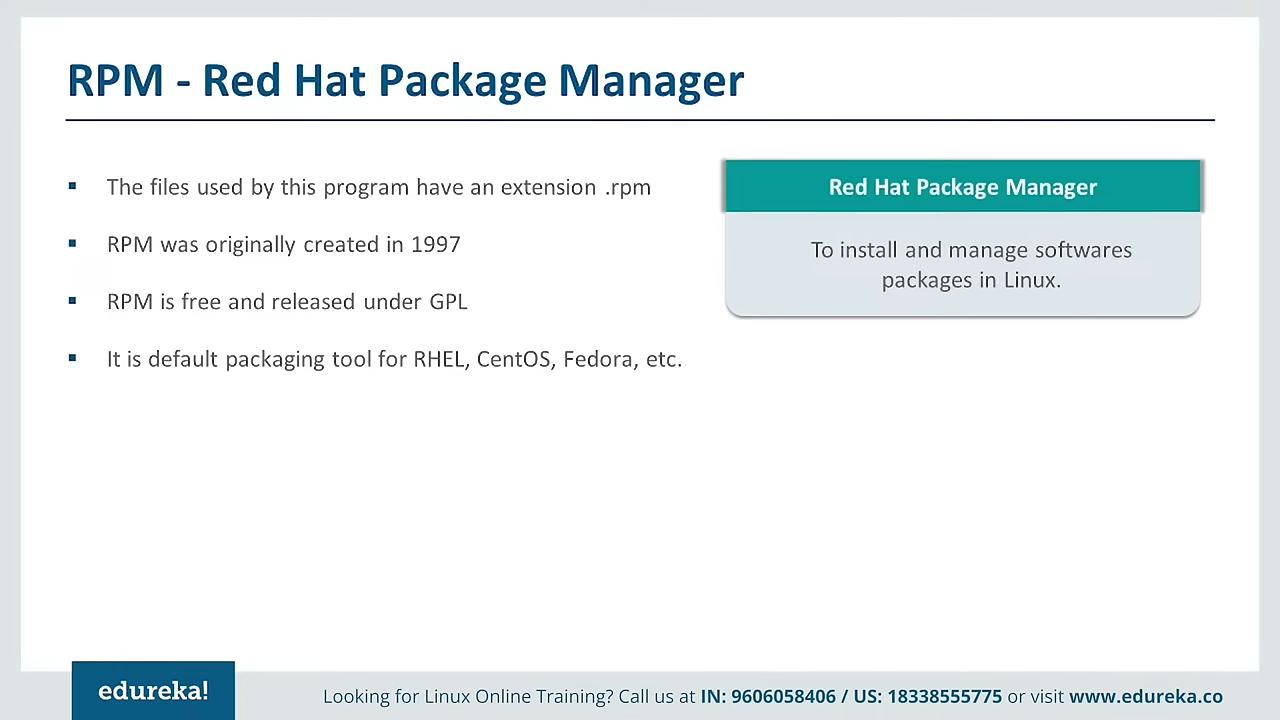 RPM - Red Hat Package Manager
The files used by this program have an extension .rpm
RPM was originally created in 1997
RPM is free and released under GPL
It is default packaging tool for RHEL, CentOS, Fedora, etc.
Red Hat Package Manager
To install and manage softwares
packages in Linux.
edureka!
Looking for Linux Online Training? Call us at IN: 9606058406 / US: 18338555775 or visit www.edureka.co